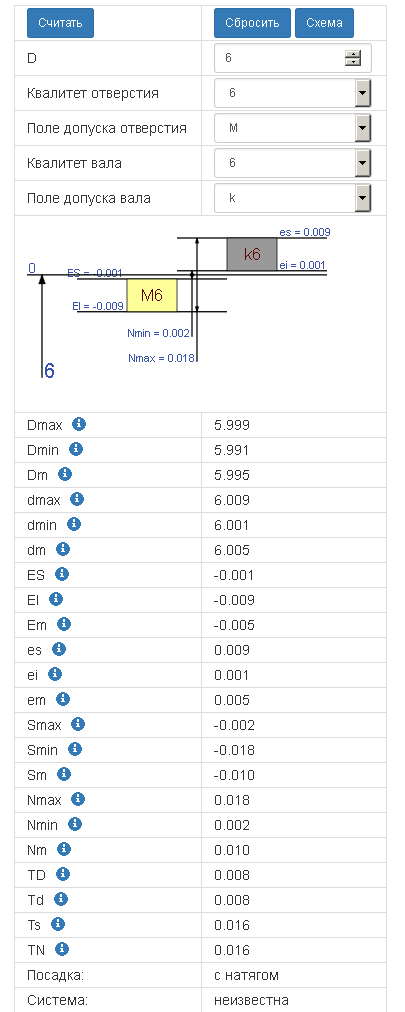 Считать Сбросить Схема
D 6
Квалитет отверстия 6
Поле допуска отверстия M
Квалитет вала 6
Поле допуска вала k
es = 0.009
k6
0 ES = -0.001 ei = 0.001
M6
EI = -0.009
Nmin = 0.002
Nmax = 0.018
6
Dmax 5.999
Dmin 5.991
Dm 5.995
dmax 6.009
dmin 6.001
dm 6.005
ES -0.001
EI -0.009
Em -0.005
es 0.009
ei 0.001
em 0.005
Smax -0.002
Smin -0.018
Sm -0.010
Nmax 0.018
Nmin 0.002
Nm 0.010
TD 0.008
Td 0.008
Ts 0.016
TN 0.016
Посадка: с натягом
Система: неизвестна